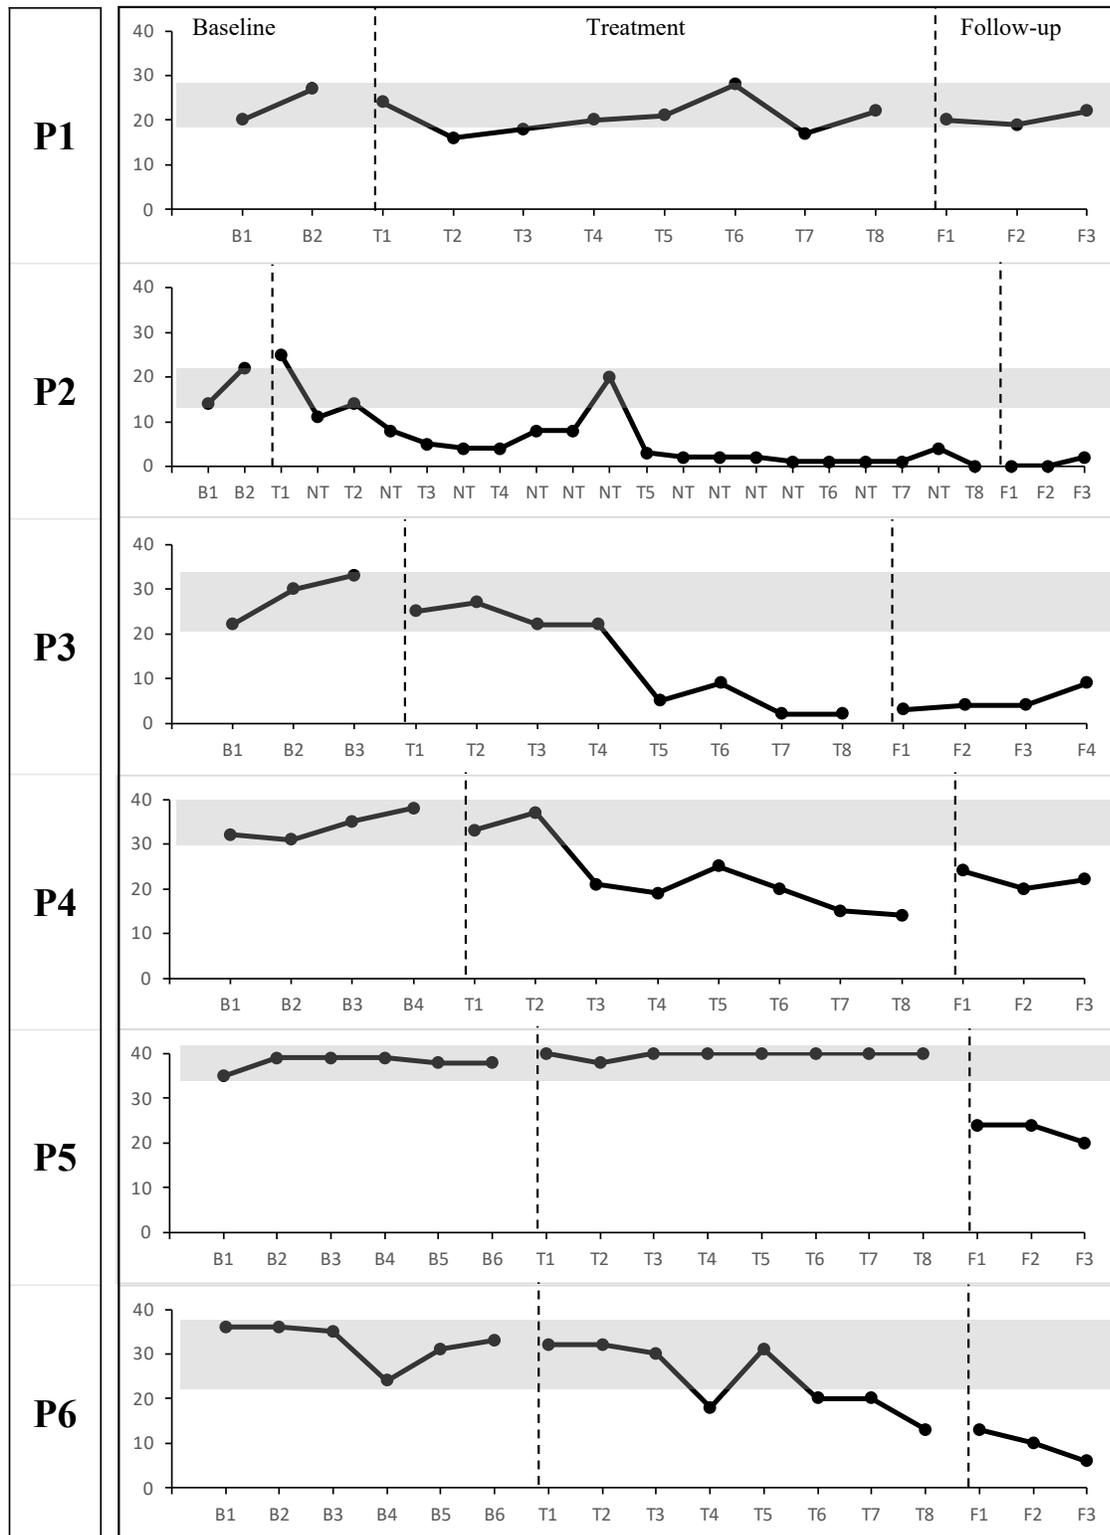 Baseline Treatment Follow-up
P1
40
30
20
10
0
B1 B2 T1 T2 T3 T4 T5 T6 T7 T8 F1 F2 F3
P2
40
30
20
10
0
B1 B2 T1 NT T2 NT T3 NT T4 NT NT NT T5 NT NT NT NT T6 NT T7 NT T8 F1 F2 F3
P3
40
30
20
10
0
B1 B2 B3 T1 T2 T3 T4 T5 T6 T7 T8 F1 F2 F3 F4
P4
40
30
20
10
0
B1 B2 B3 B4 T1 T2 T3 T4 T5 T6 T7 T8 F1 F2 F3
P5
40
30
20
10
0
B1 B2 B3 B4 B5 B6 T1 T2 T3 T4 T5 T6 T7 T8 F1 F2 F3
P6
40
30
20
10
0
B1 B2 B3 B4 B5 B6 T1 T2 T3 T4 T5 T6 T7 T8 F1 F2 F3